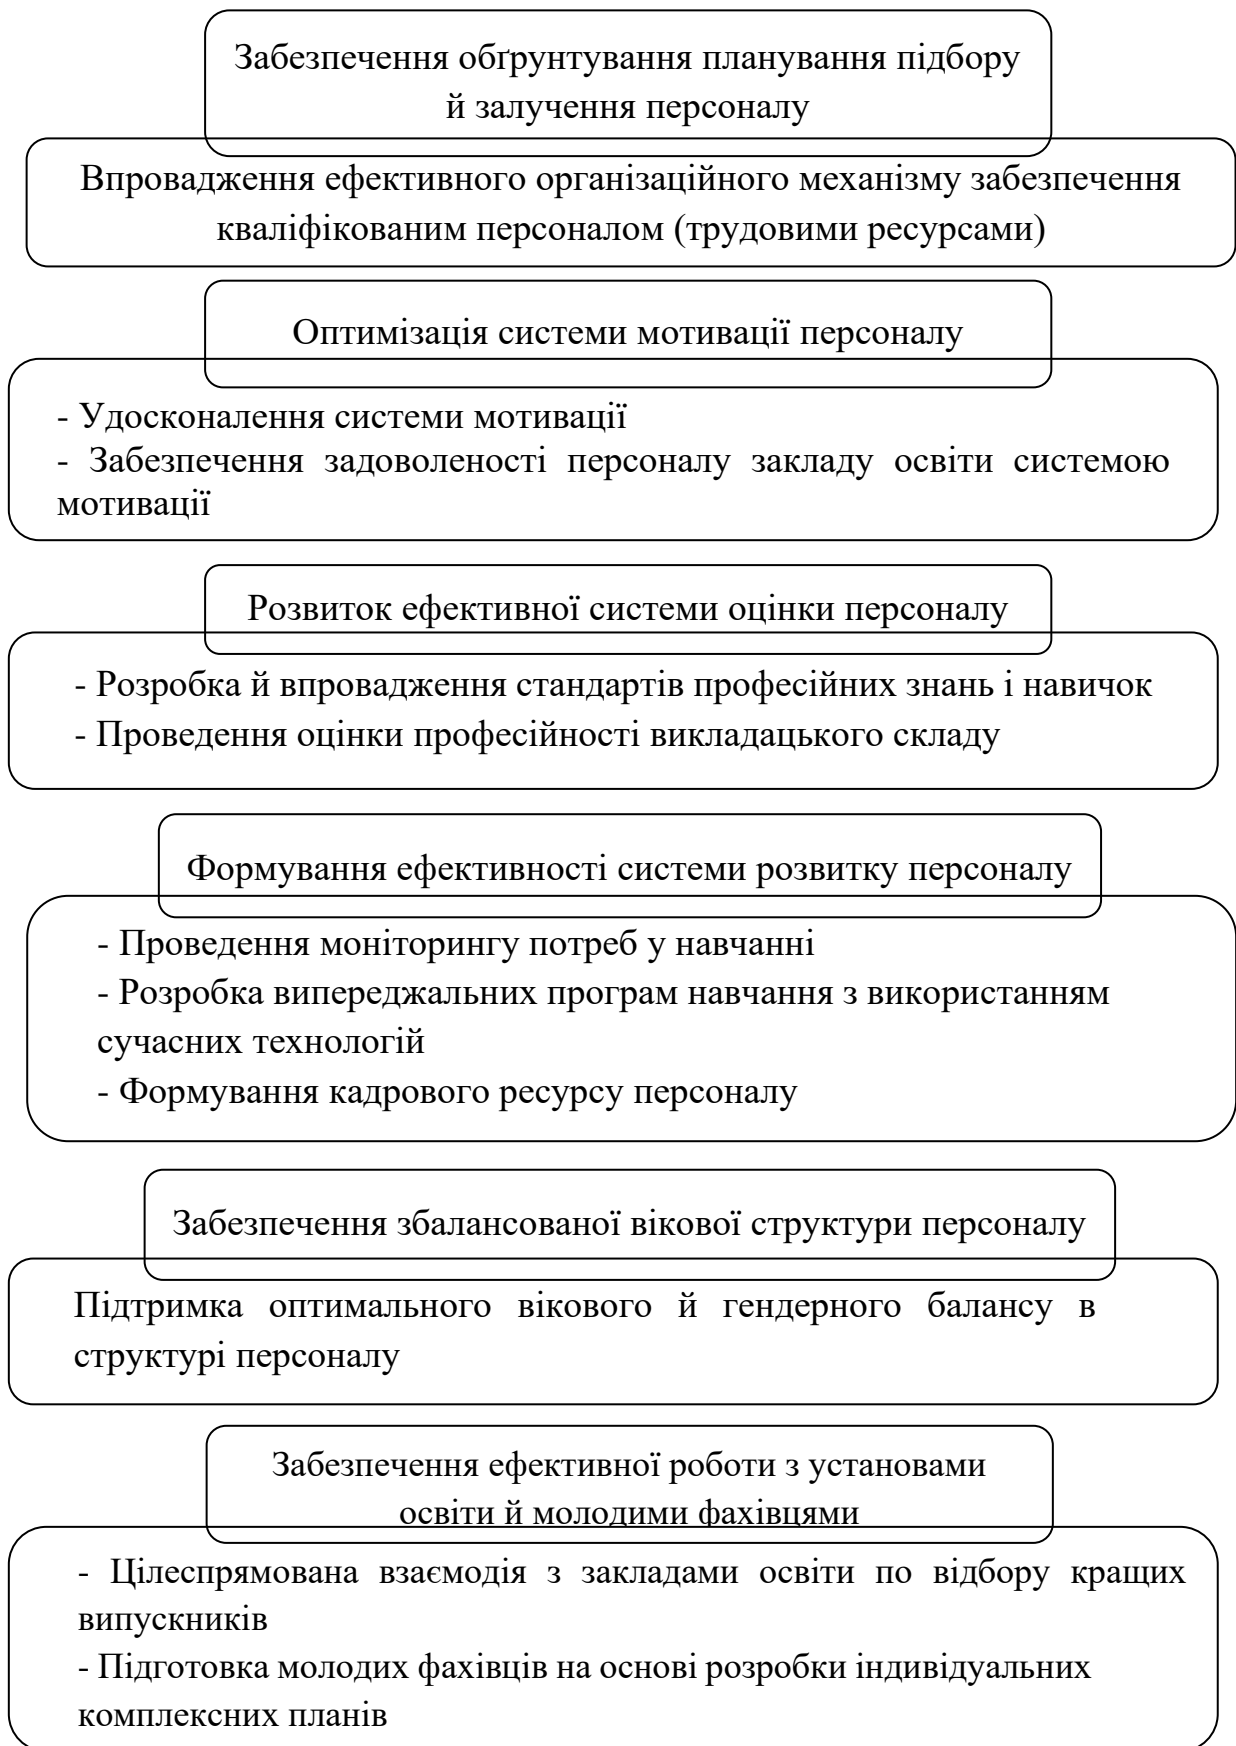 Забезпечення обґрунтування планування підбору
й залучення персоналу
Впровадження ефективного організаційного механізму забезпечення
кваліфікованим персоналом (трудовими ресурсами)
Оптимізація системи мотивації персоналу
- Удосконалення системи мотивації
- Забезпечення задоволеності персоналу закладу освіти системою
мотивації
Розвиток ефективної системи оцінки персоналу
- Розробка й впровадження стандартів професійних знань і навичок
- Проведення оцінки професійності викладацького складу
Формування ефективності системи розвитку персоналу
- Проведення моніторингу потреб у навчанні
- Розробка випереджальних програм навчання з використанням
сучасних технологій
- Формування кадрового ресурсу персоналу
Забезпечення збалансованої вікової структури персоналу
Підтримка оптимального вікового й гендерного балансу в
структурі персоналу
Забезпечення ефективної роботи з установами
освіти й молодими фахівцями
- Цілеспрямована взаємодія з закладами освіти по відбору кращих
випускників
- Підготовка молодих фахівців на основі розробки індивідуальних
комплексних планів